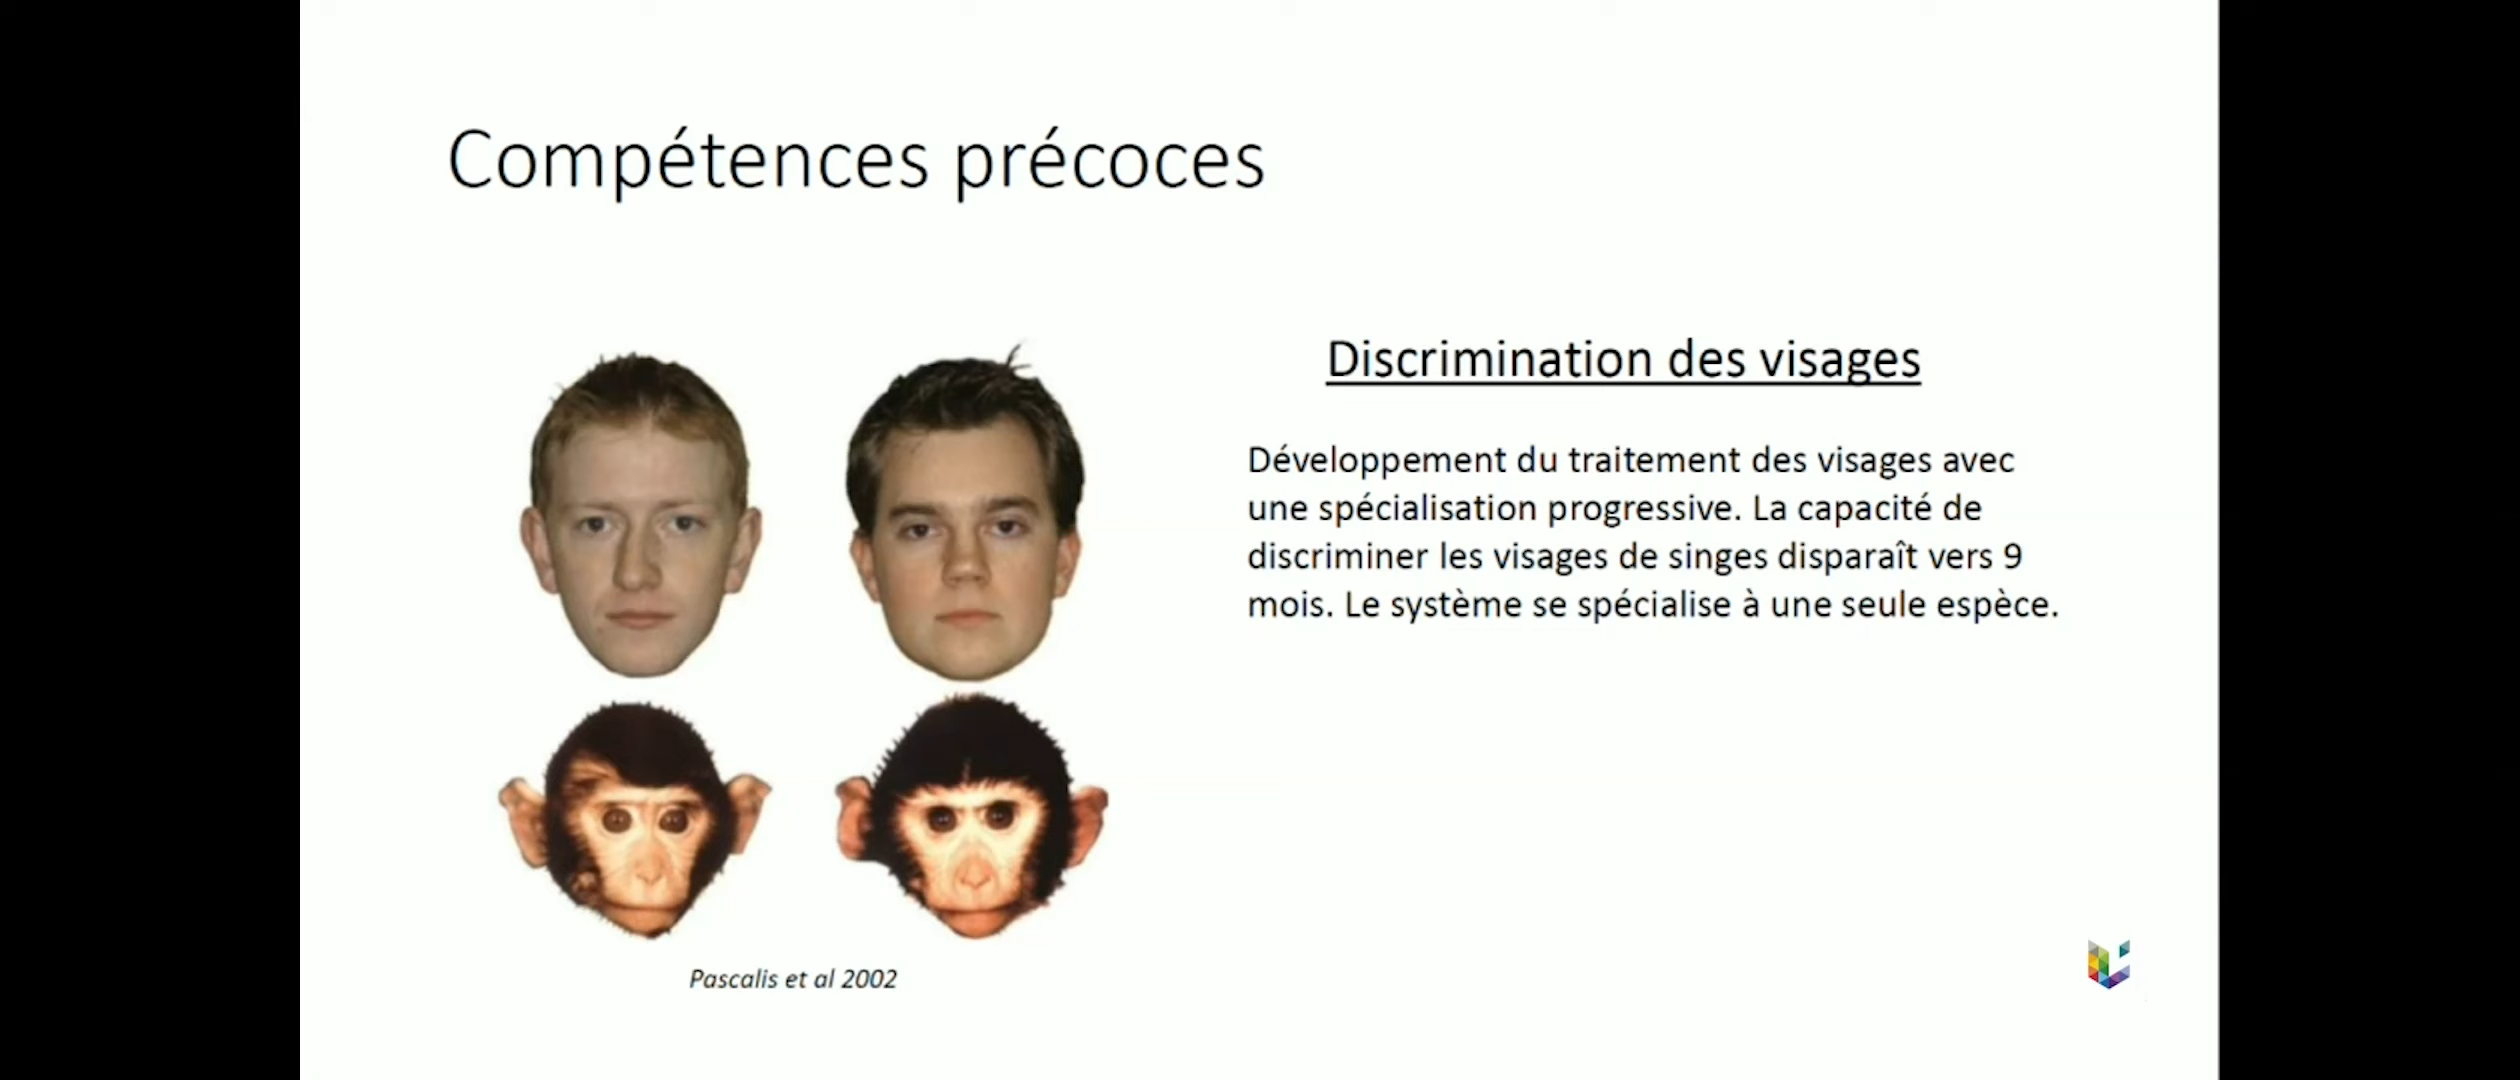 Compétences précoces
Discrimination des visages
Développement du traitement des visages avec
une spécialisation progressive. La capacité de
discriminer les visages de singes disparaît vers 9
mois. Le système se spécialise à une seule espèce.
Pascalis et al 2002